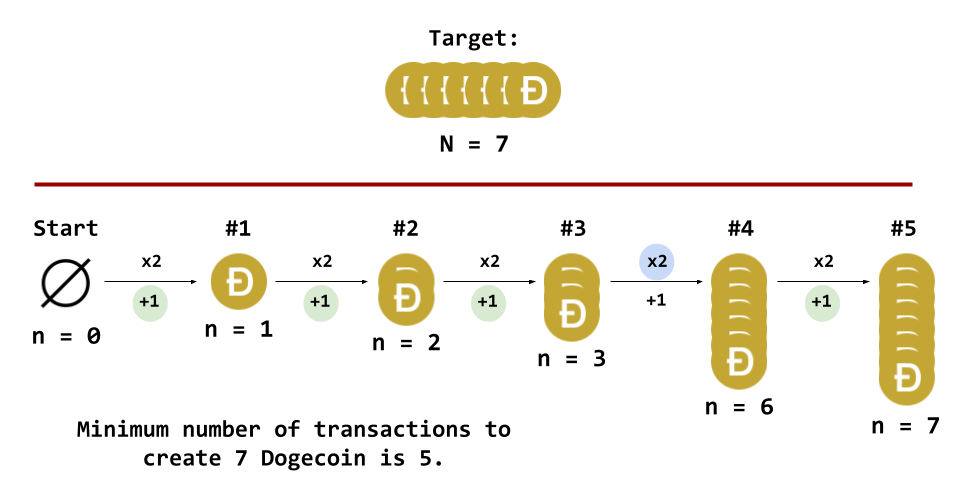 Target:
Đ
N = 7
Start #1 #2 #3 #4 #5
x2 x2 x2 x2 x2
Đ Đ Đ Đ Đ
+1 +1 +1 +1 +1
n = 0 n = 1 n = 2 n = 3 n = 6 n = 7
Minimum number of transactions to
create 7 Dogecoin is 5.